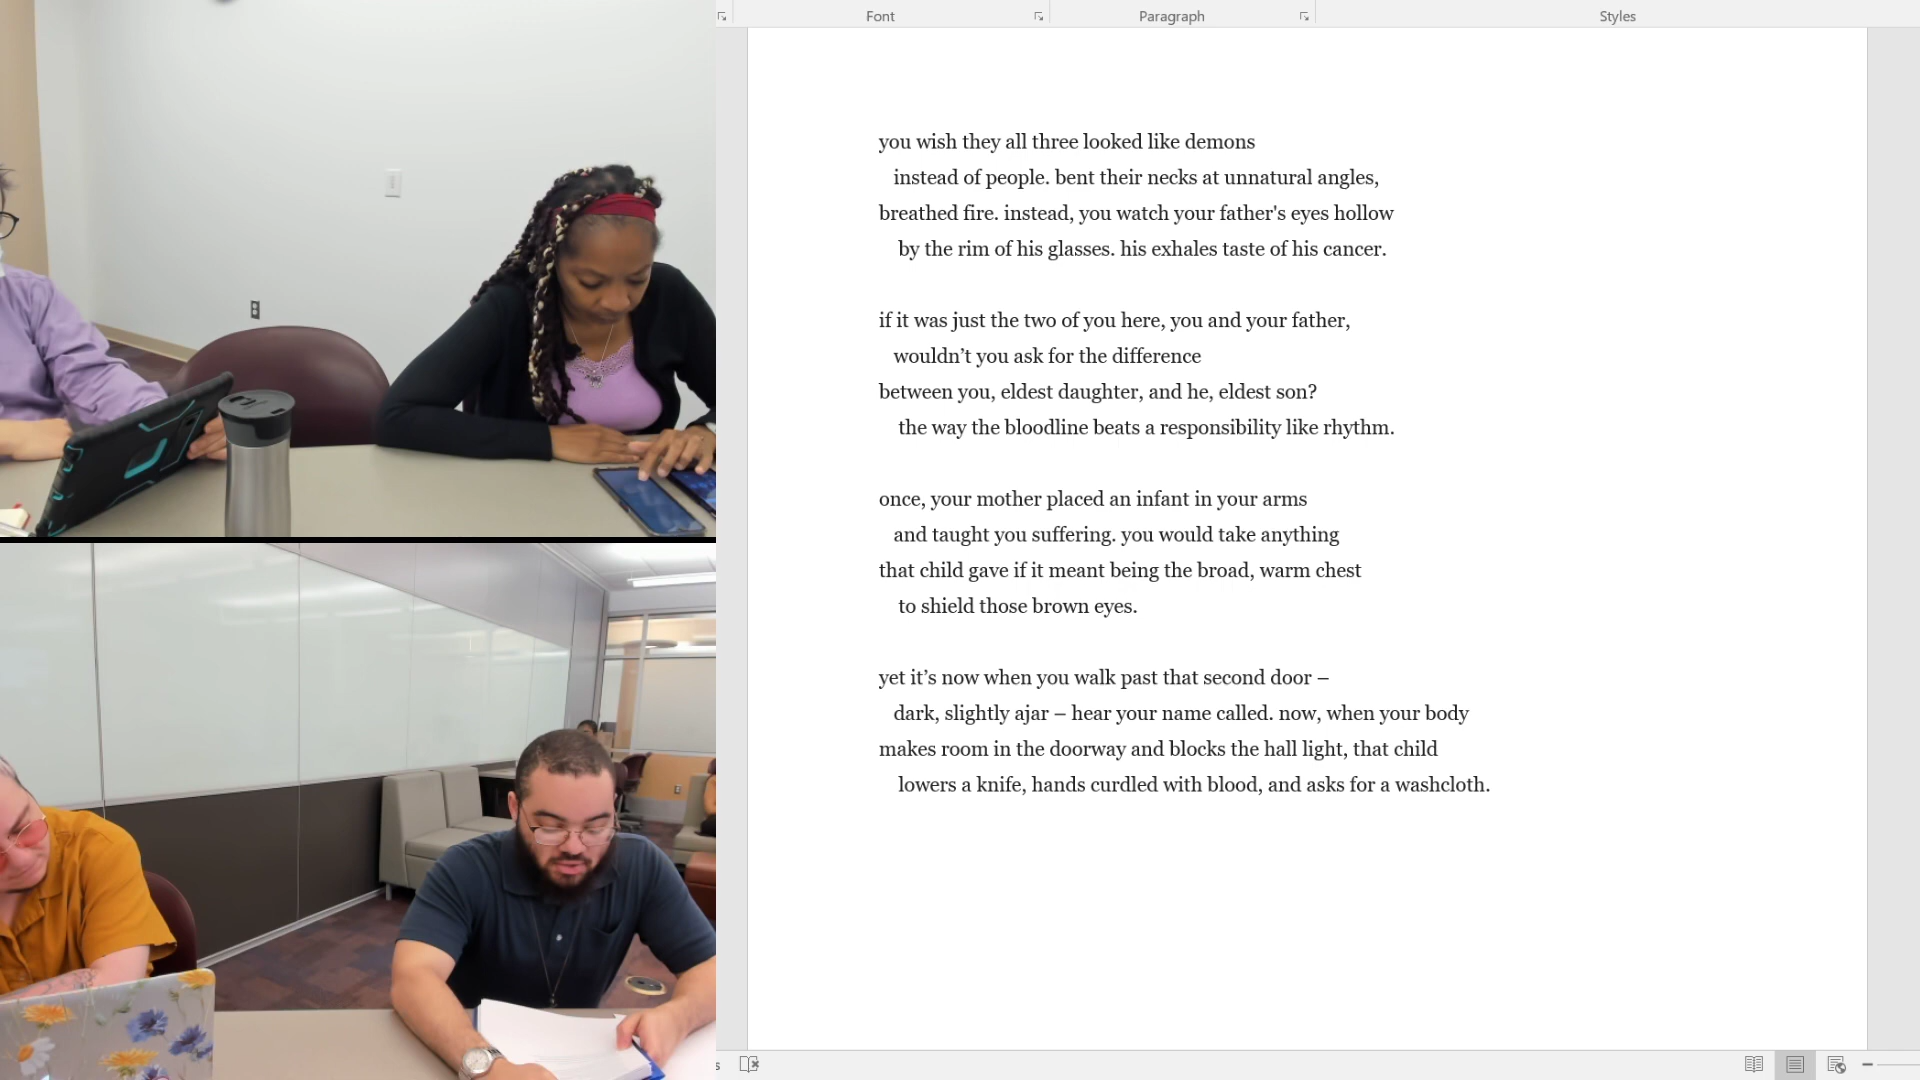 Font Paragraph Styles
you wish they all three looked like demons
instead of people. bent their necks at unnatural angles,
breathed fire. instead, you watch your father's eyes hollow
by the rim of his glasses. his exhales taste of his cancer.
if it was just the two of you here, you and your father,
wouldn’t you ask for the difference
between you, eldest daughter, and he, eldest son?
the way the bloodline beats a responsibility like rhythm.
once, your mother placed an infant in your arms
and taught you suffering. you would take anything
that child gave if it meant being the broad, warm chest
to shield those brown eyes.
yet it’s now when you walk past that second door –
dark, slightly ajar – hear your name called. now, when your body
makes room in the doorway and blocks the hall light, that child
lowers a knife, hands curdled with blood, and asks for a washcloth.